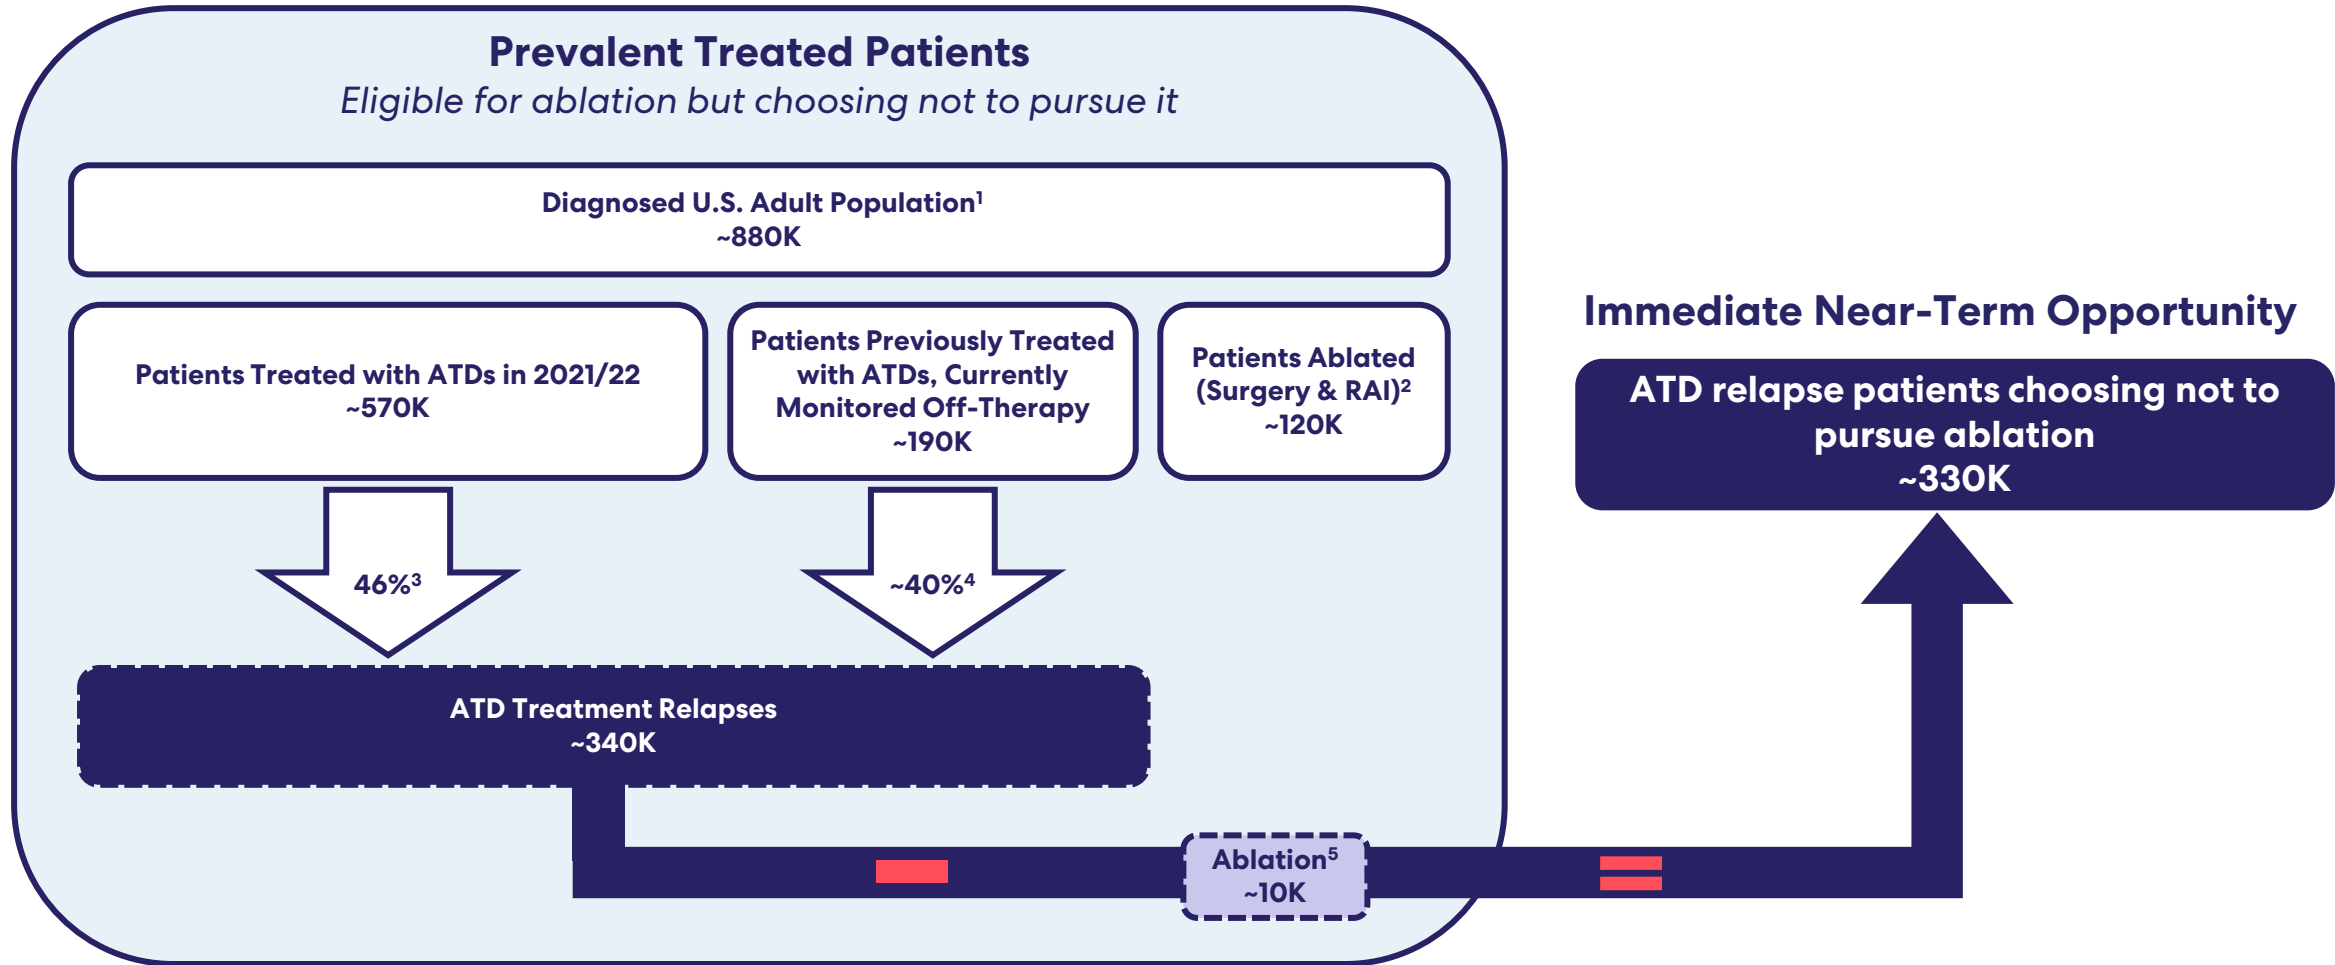 Prevalent Treated Patients
Eligible for ablation but choosing not to pursue it
Diagnosed U.S. Adult Population¹
~880K
Patients Treated with ATDs in 2021/22
~570K
Patients Previously Treated
with ATDs, Currently
Monitored Off-Therapy
~190K
Patients Ablated
(Surgery & RAI)²
~120K
46%³
~40%⁴
ATD Treatment Relapses
~340K
Ablation⁵
~10K
Immediate Near-Term Opportunity
ATD relapse patients choosing not to
pursue ablation
~330K